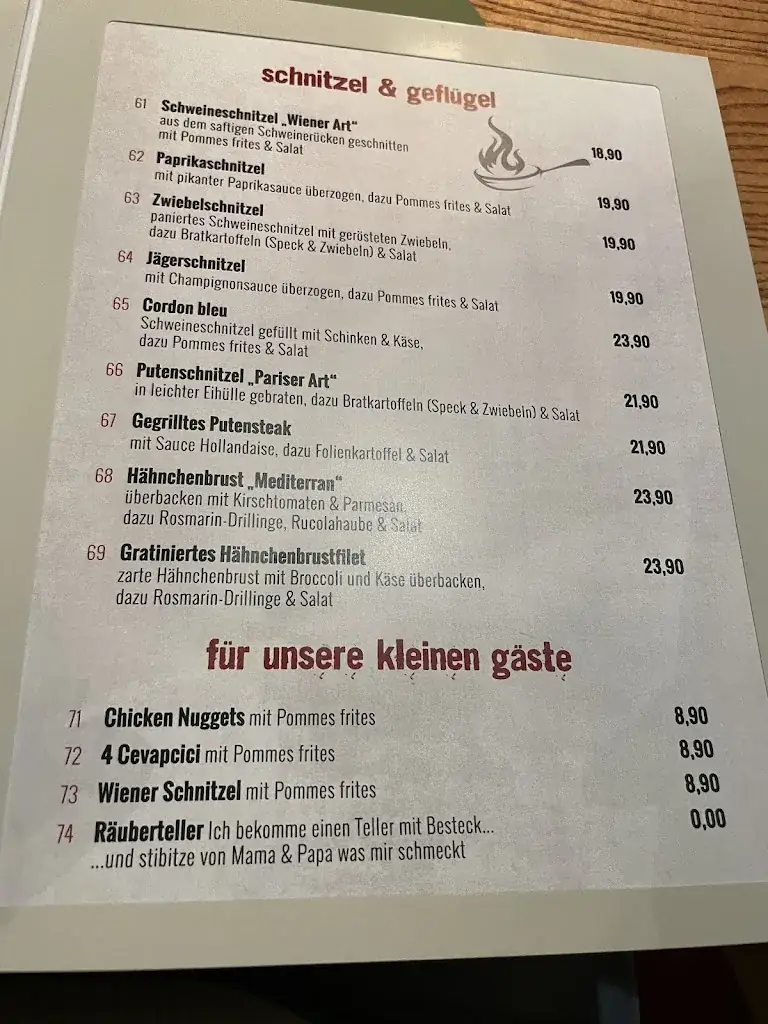 schnitzel & geflügel
61 Schweineschnitzel „Wiener Art“
aus dem saftigen Schweinerücken geschnitten
mit Pommes frites & Salat 18,90
62 Paprikaschnitzel
mit pikanter Paprikasauce überzogen, dazu Pommes frites & Salat 19,90
63 Zwiebelschnitzel
paniertes Schweineschnitzel mit gerösteten Zwiebeln, 19,90
dazu Bratkartoffeln (Speck & Zwiebeln) & Salat
64 Jägerschnitzel
mit Champignonsauce überzogen, dazu Pommes frites & Salat 19,90
65 Cordon bleu
Schweineschnitzel gefüllt mit Schinken & Käse, 23,90
dazu Pommes frites & Salat
66 Putenschnitzel „Pariser Art“
in leichter Eihülle gebraten, dazu Bratkartoffeln (Speck & Zwiebeln) & Salat 21,90
67 Gegrilltes Putensteak
mit Sauce Hollandaise, dazu Folienkartoffel & Salat 21,90
68 Hähnchenbrust „Mediterran“
überbacken mit Kirschtomaten & Parmesan, 23,90
dazu Rosmarin-Drillinge, Rucolahaube & Salat
69 Gratiniertes Hähnchenbrustfilet
zarte Hähnchenbrust mit Broccoli und Käse überbacken, 23,90
dazu Rosmarin-Drillinge & Salat
für unsere kleinen gäste
71 Chicken Nuggets mit Pommes frites 8,90
72 4 Cevapcici mit Pommes frites 8,90
73 Wiener Schnitzel mit Pommes frites 8,90
74 Räuberteller Ich bekomme einen Teller mit Besteck... 0,00
...und stibitze von Mama & Papa was mir schmeckt